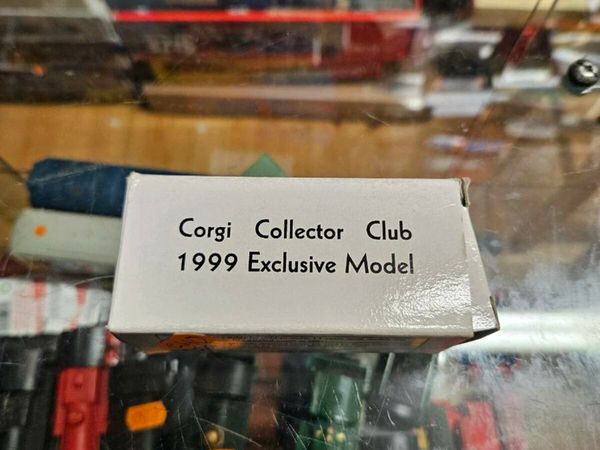 Corgi Collector Club
1999 Exclusive Model